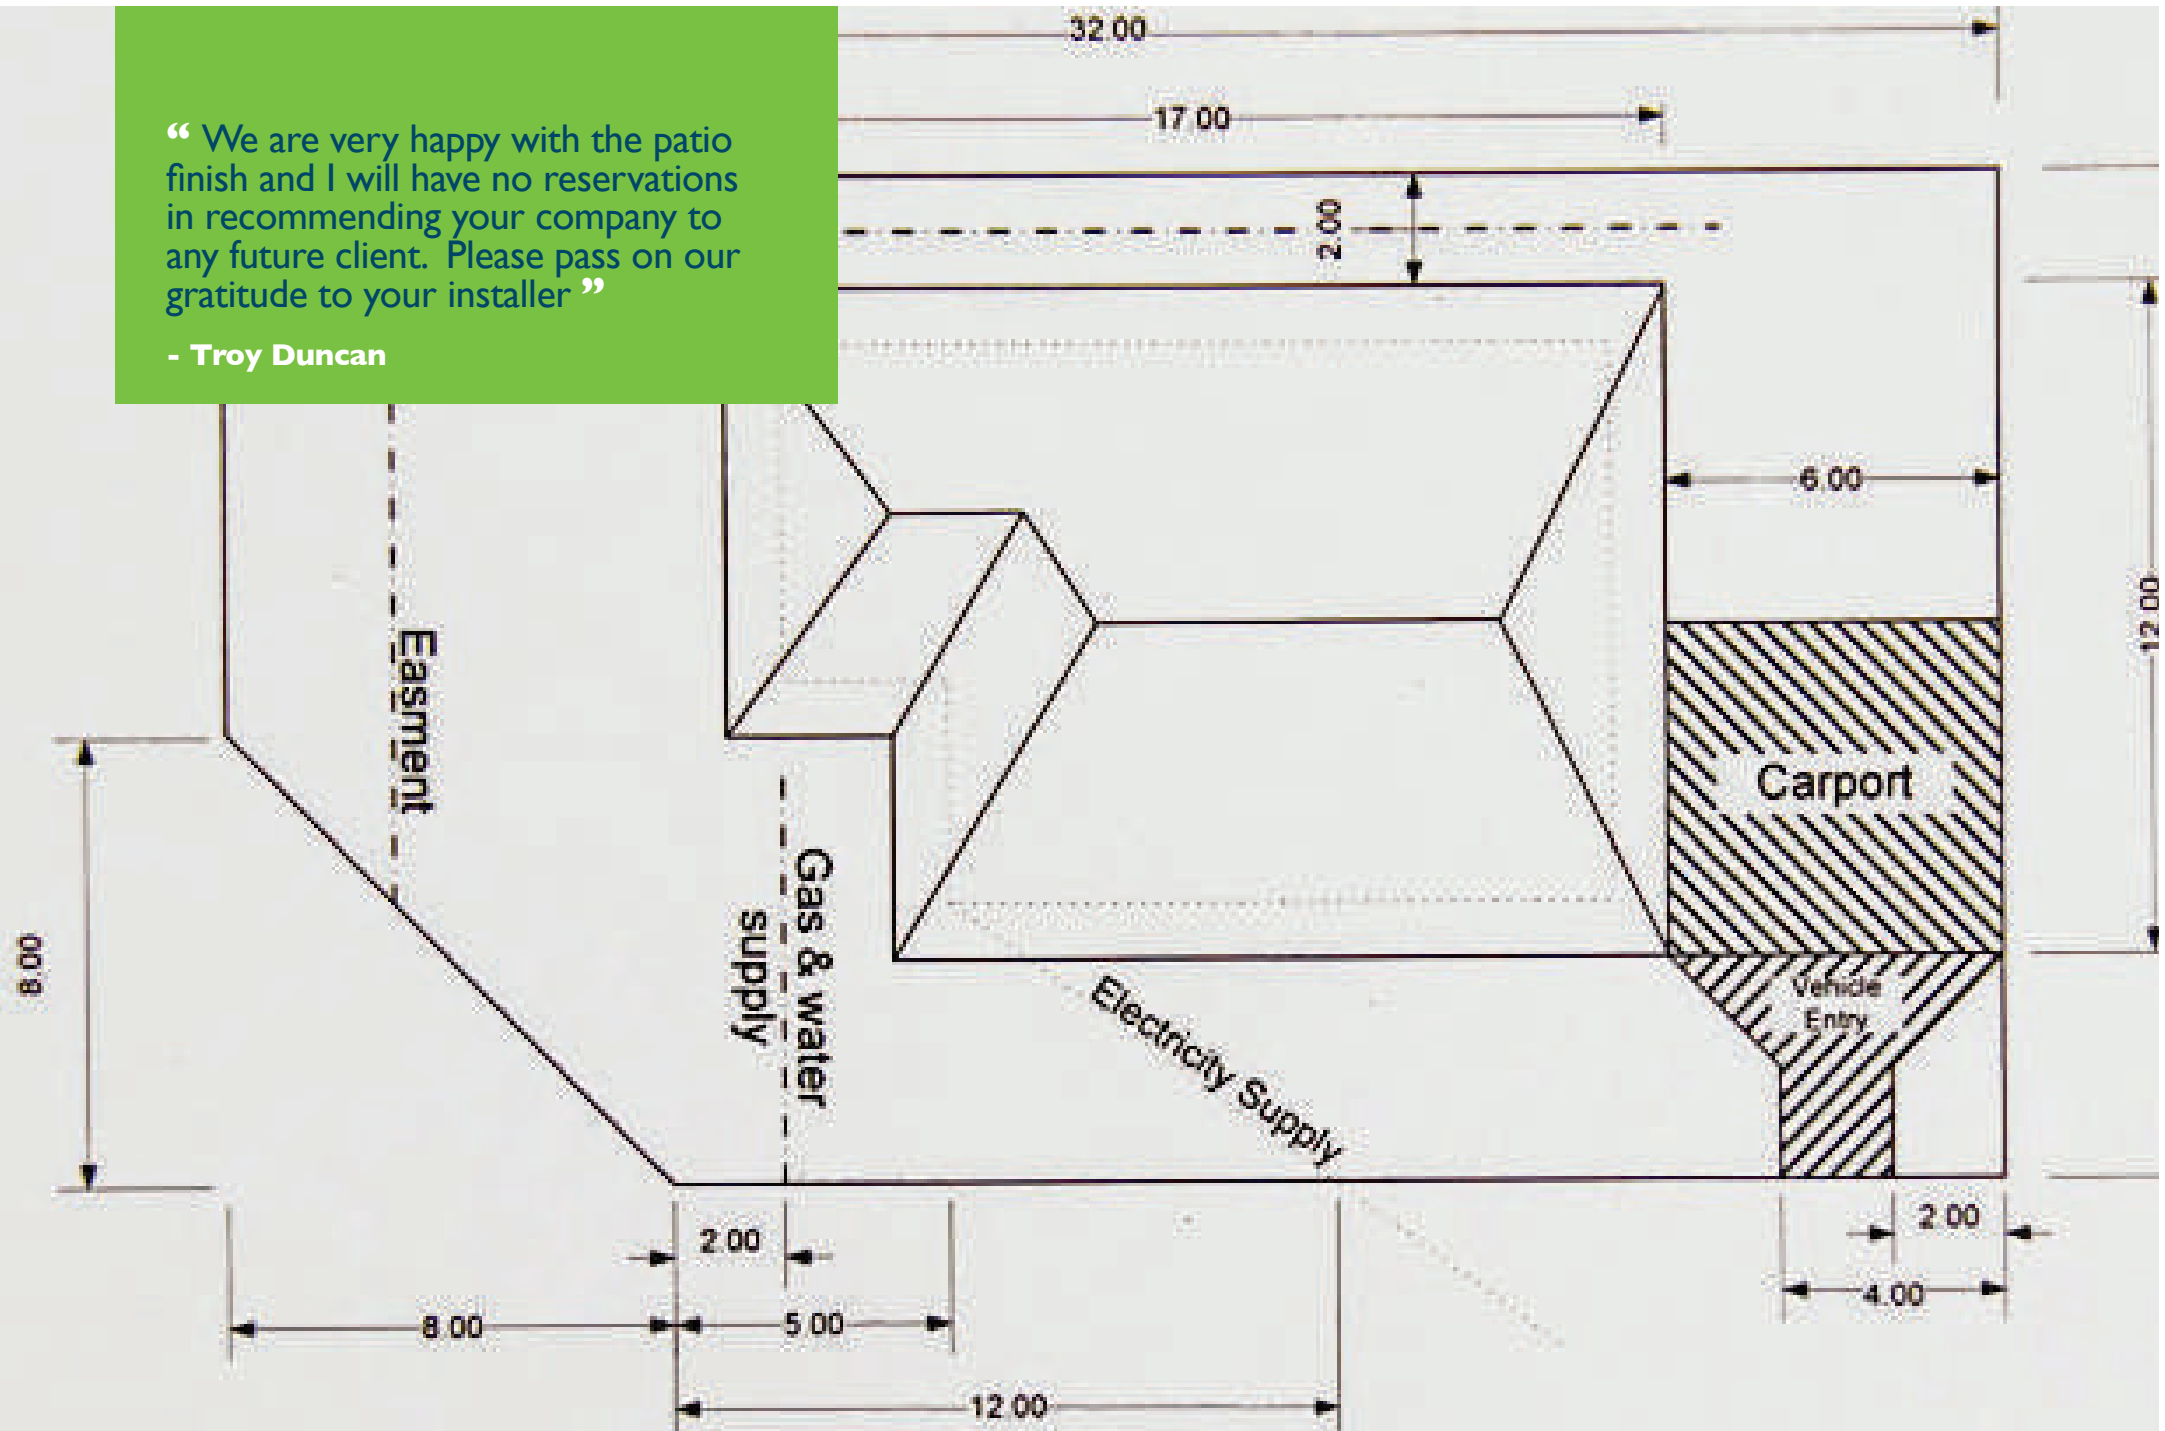 “ We are very happy with the patio
finish and I will have no reservations
in recommending your company to
any future client.  Please pass on our
gratitude to your installer ”
- Troy Duncan
32.00
17.00
2.00
6.00
12.00
Easment
Carport
Gas & water
supply
Vehicle
Entry
8.00
Electricity Supply
2.00
2.00
4.00
8.00
5.00
12.00